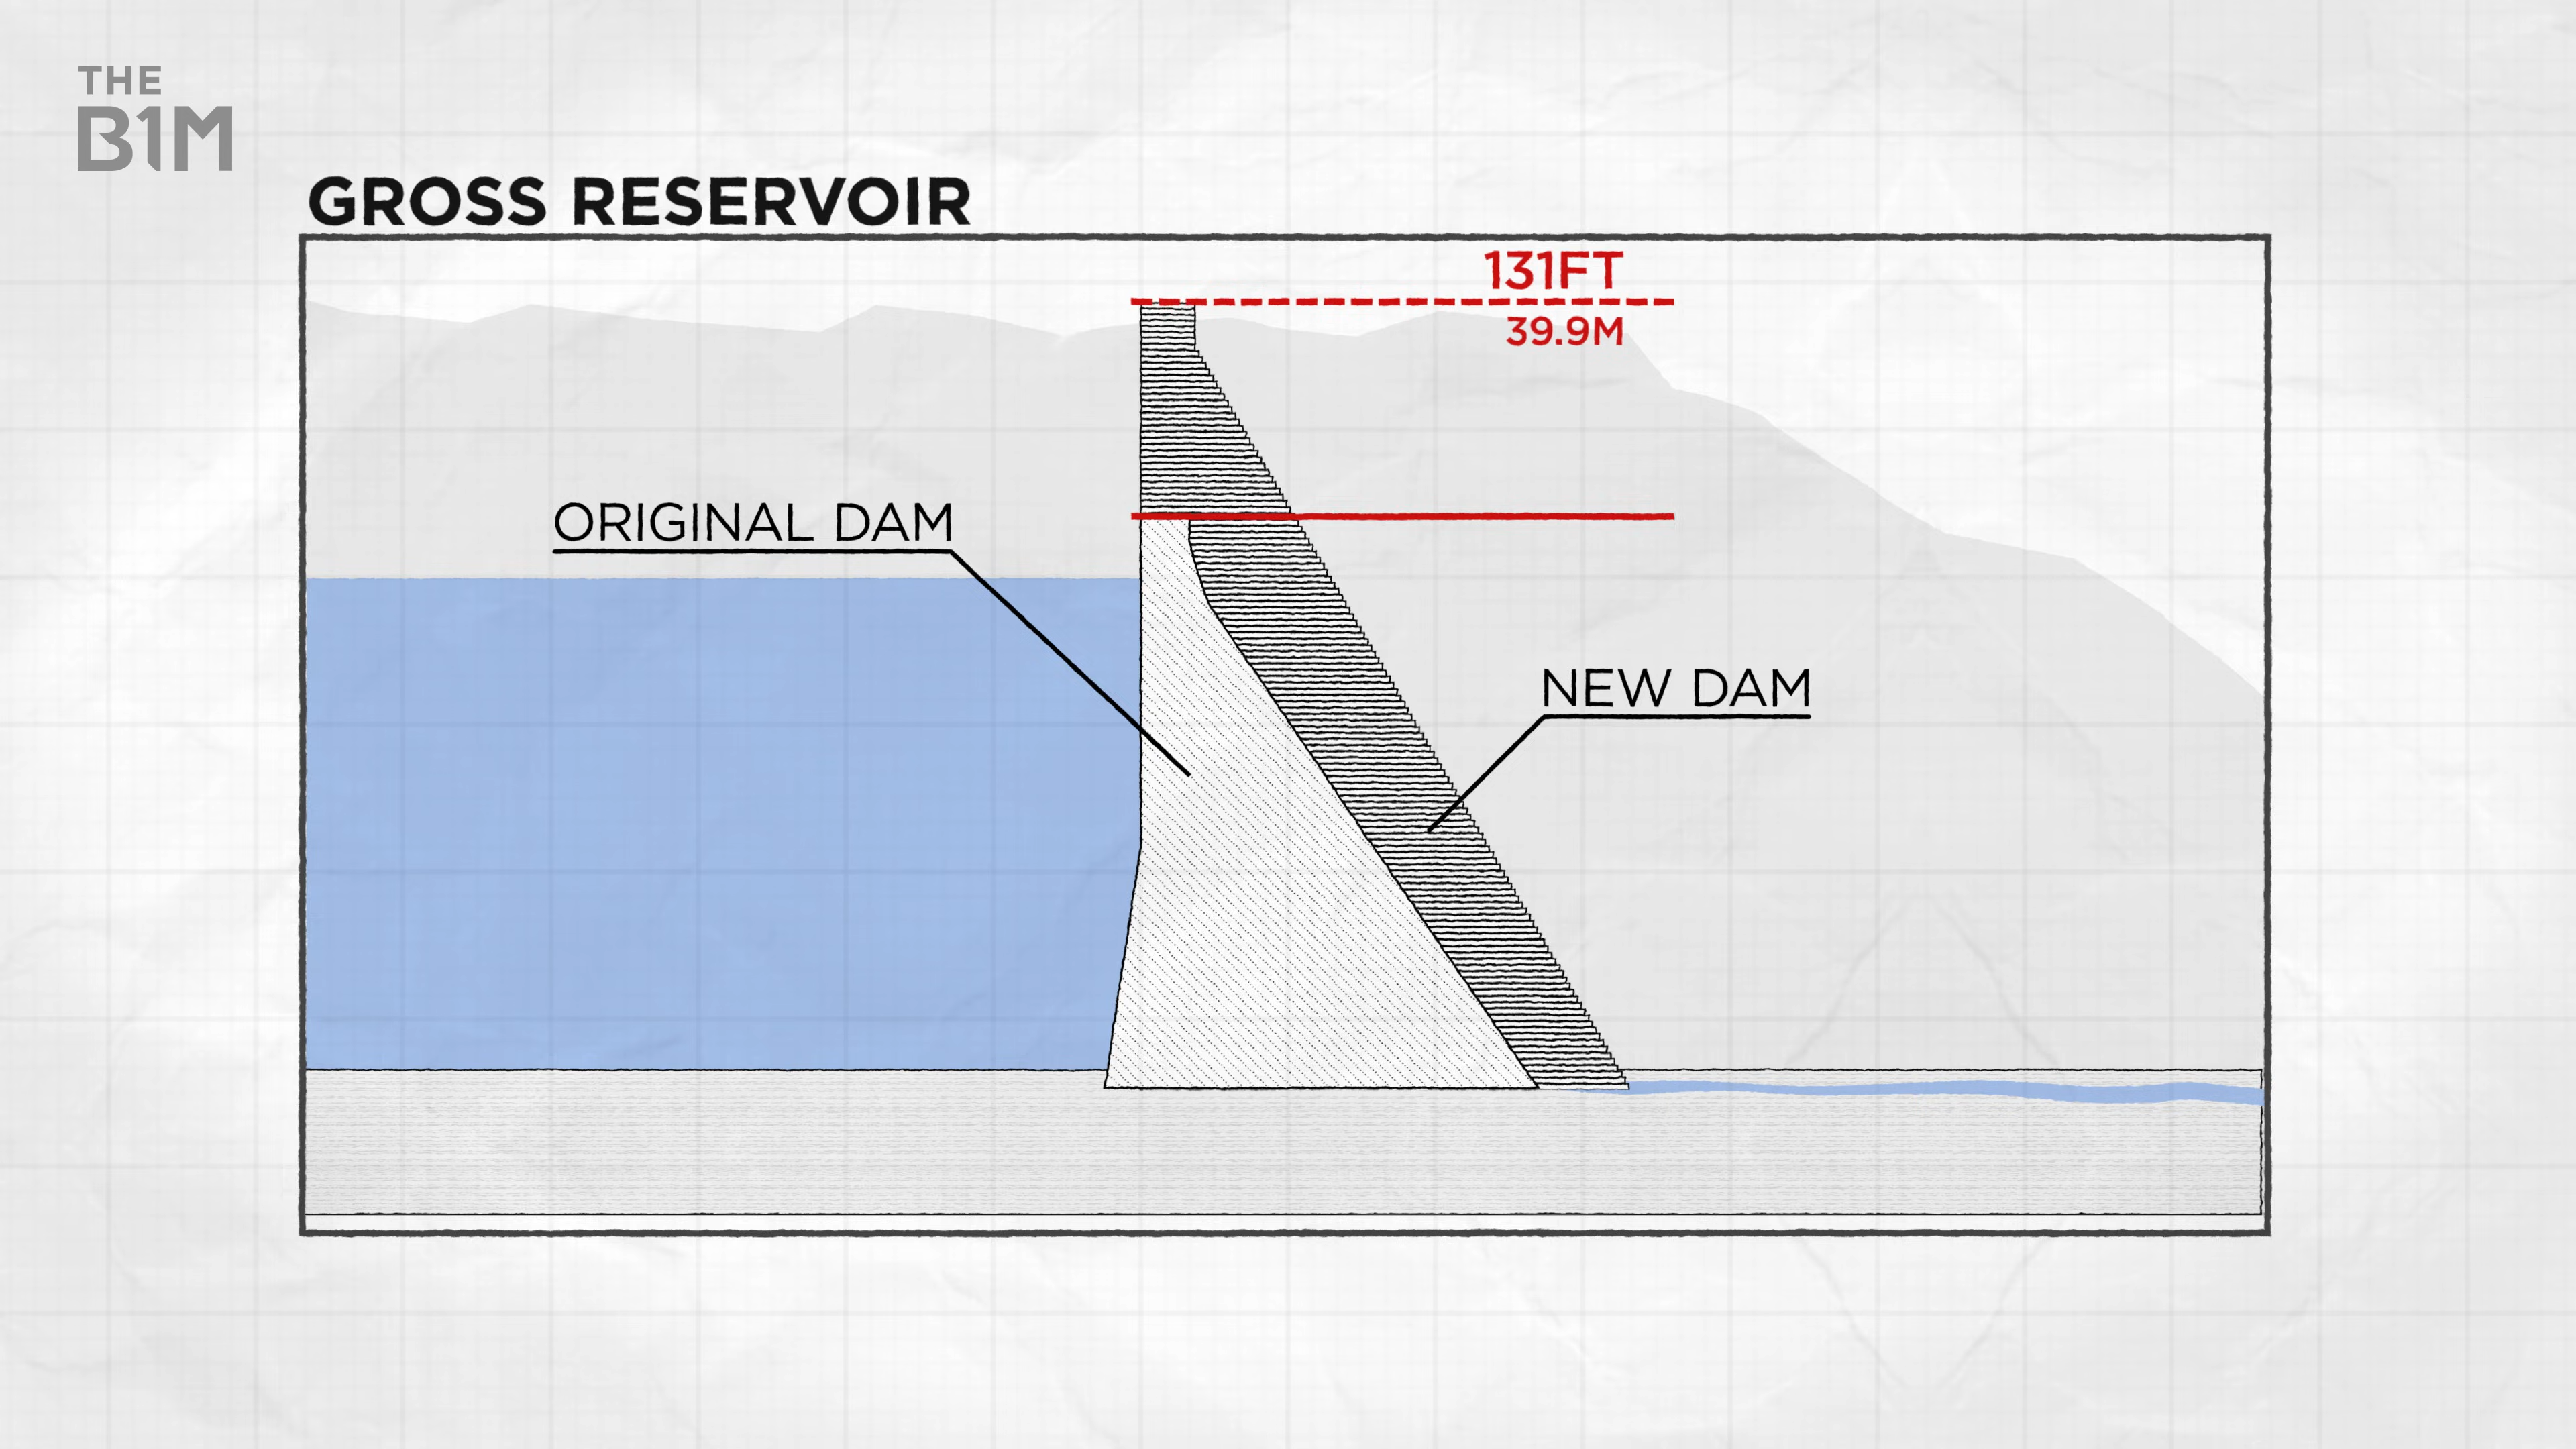 THE
B1M
GROSS RESERVOIR
131FT
39.9M
ORIGINAL DAM
NEW DAM